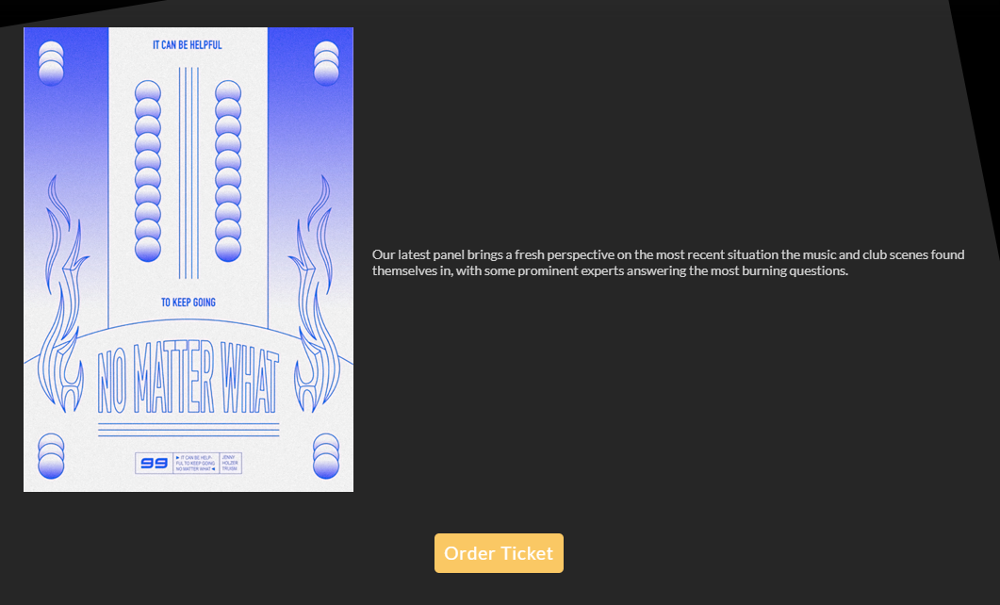 IT CAN BE HELPFUL
TO KEEP GOING
NO MATTER WHAT
99
▶ IT CAN BE HELP-
FUL TO KEEP GOING
NO MATTER WHAT ◀
JENNY
HOLZER
TRUISM
Our latest panel brings a fresh perspective on the most recent situation the music and club scenes found
themselves in, with some prominent experts answering the most burning questions.
Order Ticket